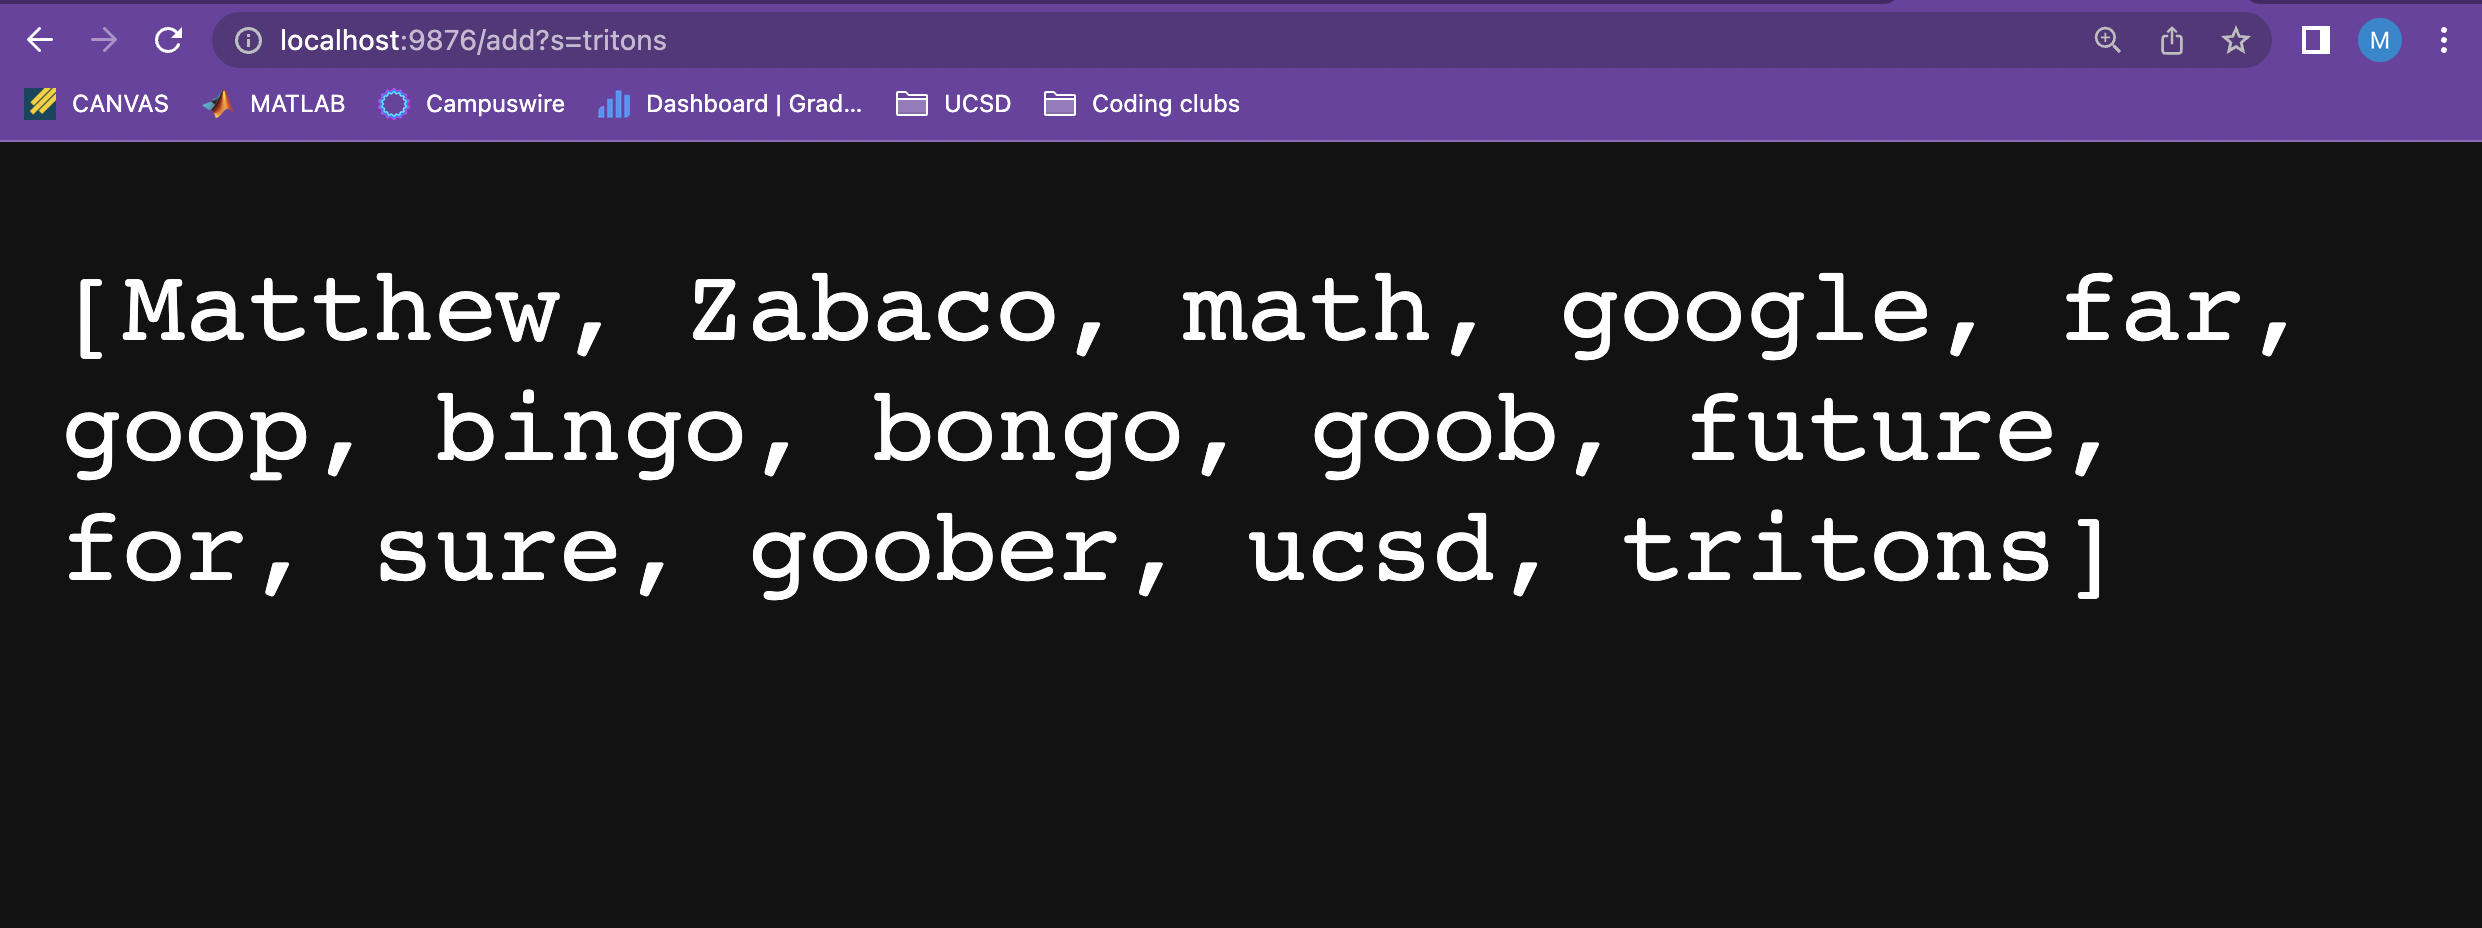 localhost:9876/add?s=tritons
M
CANVAS MATLAB Campuswire Dashboard | Grad... UCSD Coding clubs
[Matthew, Zabaco, math, google, far,
goop, bingo, bongo, goob, future,
for, sure, goober, ucsd, tritons]